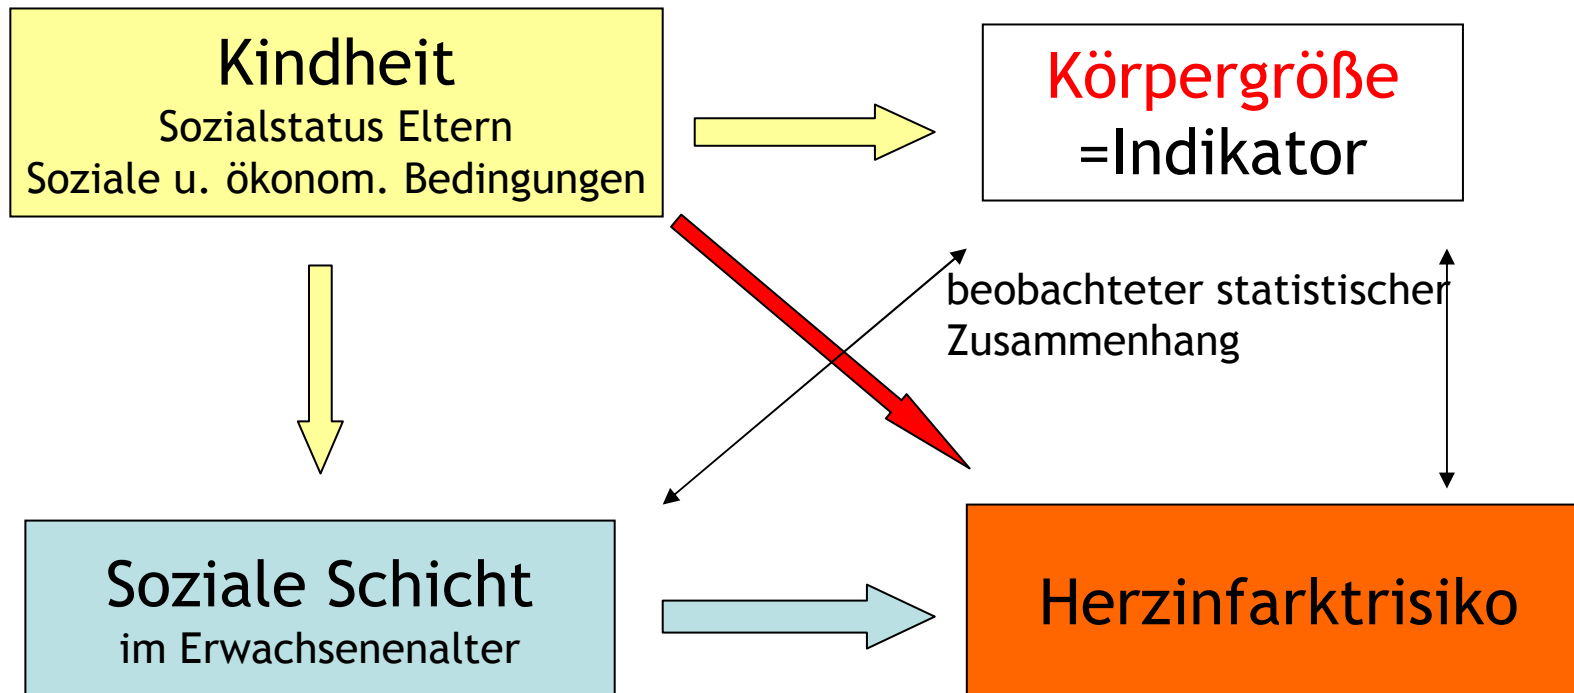 Kindheit
Sozialstatus Eltern
Soziale u. ökonom. Bedingungen
Körpergröße
=Indikator
beobachteter statistischer
Zusammenhang
Soziale Schicht
im Erwachsenenalter
Herzinfarktrisiko